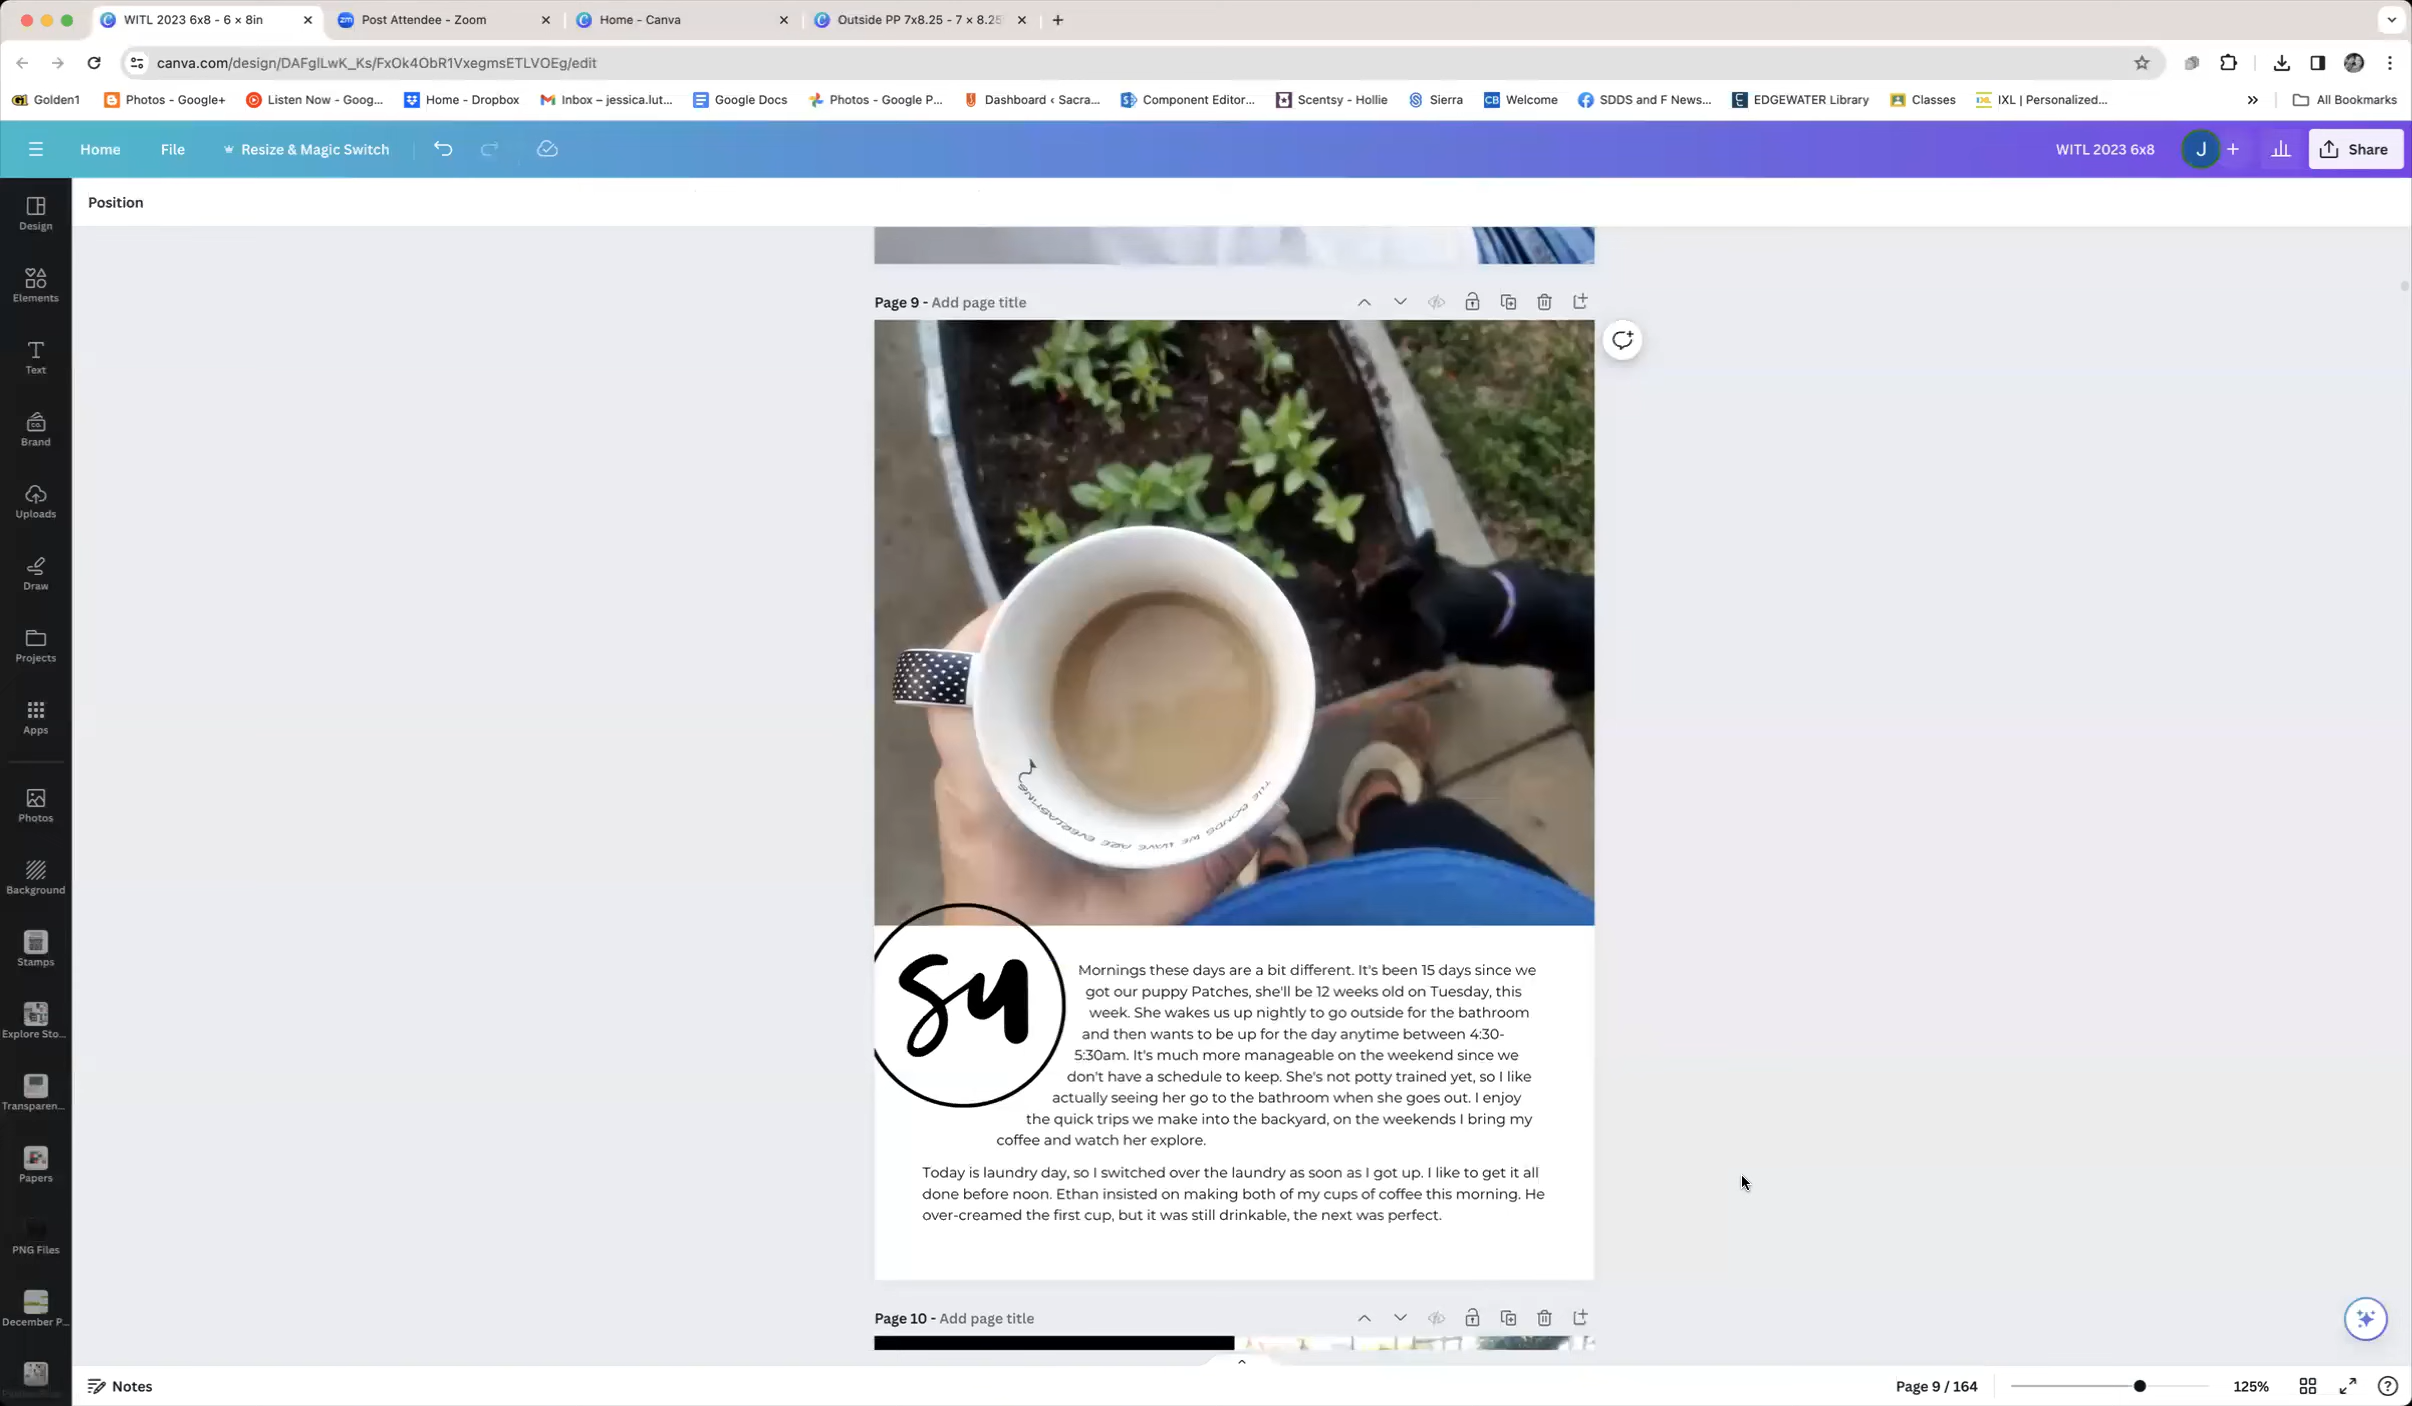 WITL 2023 6x8 - 6 × 8in
Post Attendee - Zoom
Home - Canva
Outside PP 7x8.25 - 7 × 8.25
canva.com/design/DAFglLwK_Ks/FxOk4ObR1VxegmsETLVOEg/edit
Golden1
Photos - Google+
Listen Now - Goog...
Home - Dropbox
Inbox – jessica.lut...
Google Docs
Photos - Google P...
Dashboard ‹ Sacra...
Component Editor...
Scentsy - Hollie
Sierra
CB Welcome
SDDS and F News...
EDGEWATER Library
Classes
IXL | Personalized...
All Bookmarks
Home
File
Resize & Magic Switch
WITL 2023 6x8
J
Share
Position
Design
Elements
Text
Brand
Uploads
Draw
Projects
Apps
Photos
Background
Stamps
Explore Sto...
Transparen...
Papers
PNG Files
December P...
Page 9 - Add page title
THE BONDS WE HAVE ARE EVERLASTING
su
Mornings these days are a bit different. It's been 15 days since we
got our puppy Patches, she'll be 12 weeks old on Tuesday, this
week. She wakes us up nightly to go outside for the bathroom
and then wants to be up for the day anytime between 4:30-
5:30am. It's much more manageable on the weekend since we
don't have a schedule to keep. She's not potty trained yet, so I like
actually seeing her go to the bathroom when she goes out. I enjoy
the quick trips we make into the backyard, on the weekends I bring my
coffee and watch her explore.
Today is laundry day, so I switched over the laundry as soon as I got up. I like to get it all
done before noon. Ethan insisted on making both of my cups of coffee this morning. He
over-creamed the first cup, but it was still drinkable, the next was perfect.
Page 10 - Add page title
Notes
Page 9 / 164
125%